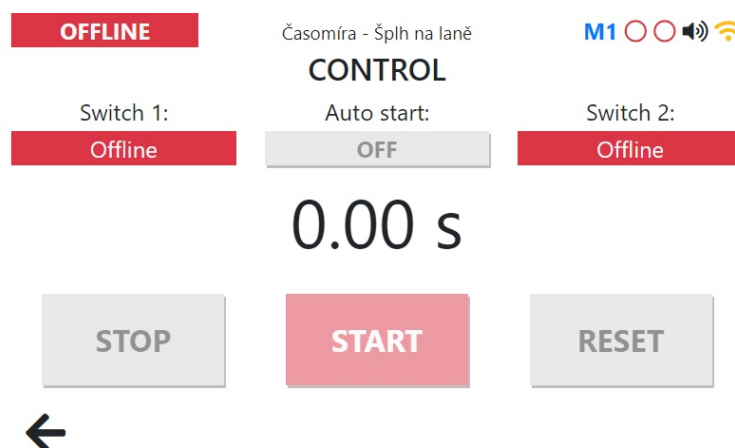 OFFLINE
Časomíra - Šplh na laně
M1
CONTROL
Switch 1:
Auto start:
Switch 2:
Offline
OFF
Offline
0.00 s
STOP
START
RESET